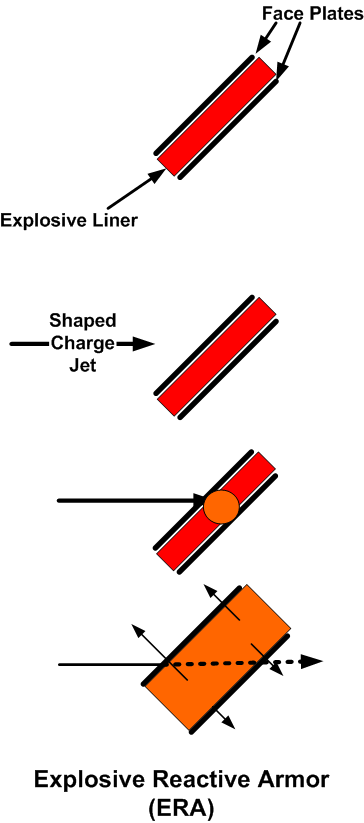 Face Plates
Explosive Liner
Shaped
Charge
Jet
Explosive Reactive Armor
(ERA)